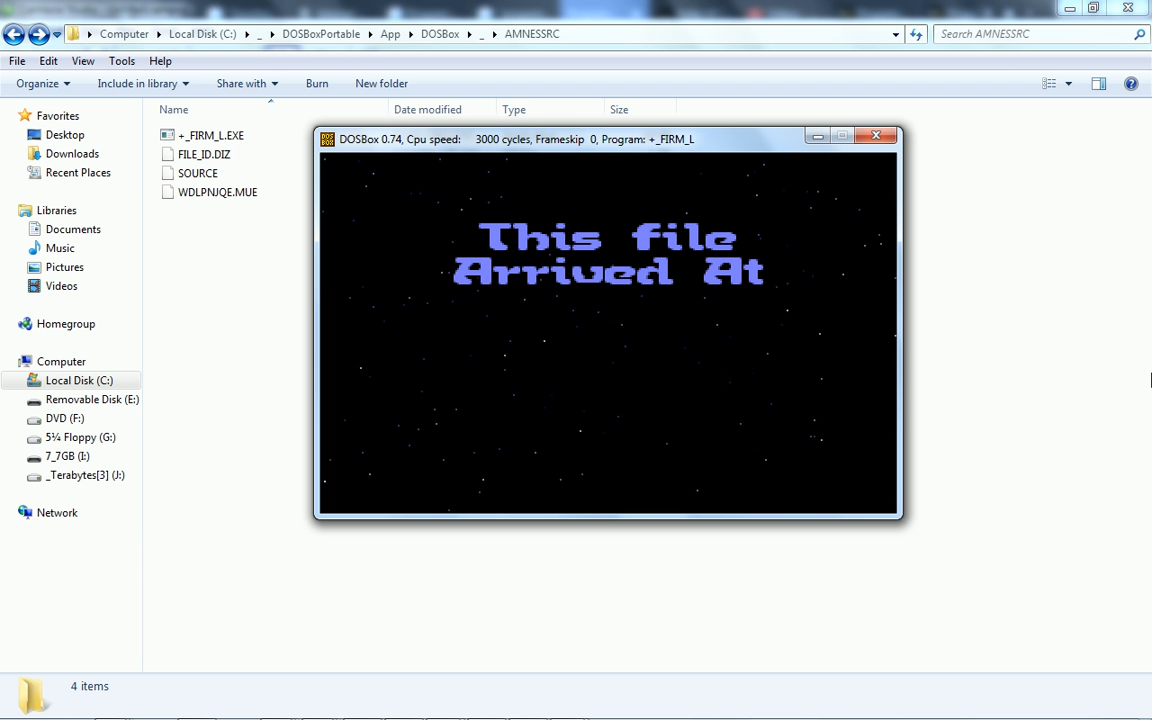 Computer
Local Disk (C:)
_
DOSBoxPortable
App
DOSBox
_
AMNESSRC
Search AMNESSRC
File
Edit
View
Tools
Help
Organize
Include in library
Share with
Burn
New folder
Name
Date modified
Type
Size
Favorites
Desktop
Downloads
Recent Places
Libraries
Documents
Music
Pictures
Videos
Homegroup
Computer
Local Disk (C:)
Removable Disk (E:)
DVD (F:)
5¼ Floppy (G:)
7_7GB (I:)
_Terabytes[3] (J:)
Network
+_FIRM_L.EXE
FILE_ID.DIZ
SOURCE
WDLPNJQE.MUE
DOS BOX
DOSBox 0.74, Cpu speed: 3000 cycles, Frameskip 0, Program: +_FIRM_L
This file
Arrived At
4 items